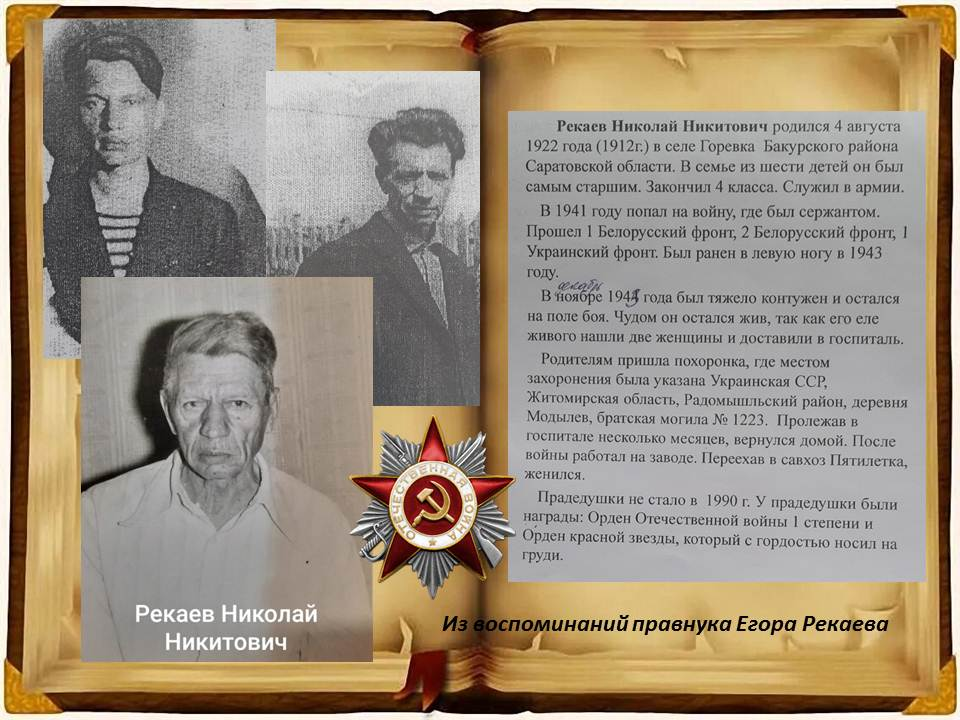 Рекаев Николай Никитович родился 4 августа
1922 года (1912г.) в селе Горевка Бакурского района
Саратовской области. В семье из шести детей он был
самым старшим. Закончил 4 класса. Служил в армии.
В 1941 году попал на войну, где был сержантом.
Прошел 1 Белорусский фронт, 2 Белорусский фронт, 1
Украинский фронт. Был ранен в левую ногу в 1943
году.
декабре
В ноябре 1943 года был тяжело контужен и остался
на поле боя. Чудом он остался жив, так как его еле
живого нашли две женщины и доставили в госпиталь.
Родителям пришла похоронка, где местом
захоронения была указана Украинская ССР,
Житомирская область, Радомышльский район, деревня
Модылев, братская могила № 1223. Пролежав в
госпитале несколько месяцев, вернулся домой. После
войны работал на заводе. Переехав в савхоз Пятилетка,
женился.
Прадедушки не стало в 1990 г. У прадедушки были
награды: Орден Отечественной войны 1 степени и
Орден красной звезды, который с гордостью носил на
груди.
ОТЕЧЕСТВЕННАЯ ВОЙНА
Рекаев Николай
Никитович
Из воспоминаний правнука Егора Рекаева